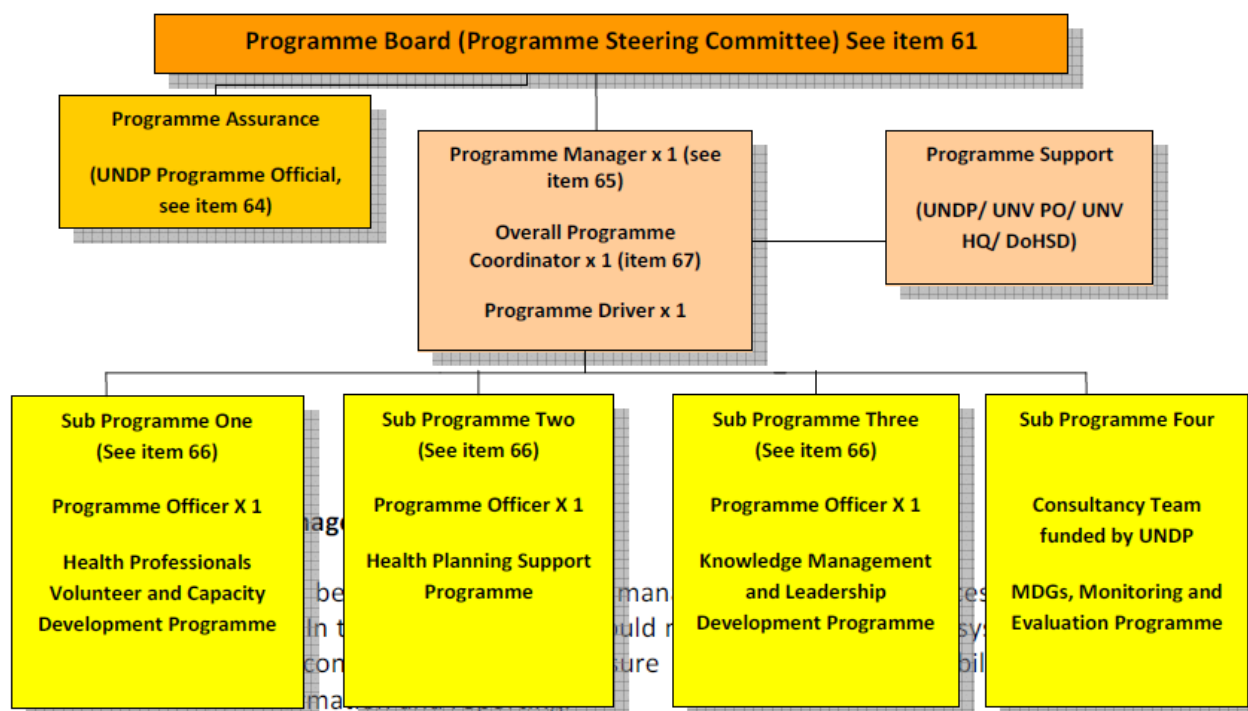 Programme Board (Programme Steering Committee) See item 61
Programme Assurance
(UNDP Programme Official,
see item 64)
Programme Manager x 1 (see
item 65)
Overall Programme
Coordinator x 1 (item 67)
Programme Driver x 1
Programme Support
(UNDP/ UNV PO/ UNV
HQ/ DoHSD)
Sub Programme One
(See item 66)
Programme Officer X 1
Health Professionals
Volunteer and Capacity
Development Programme
Sub Programme Two
(See item 66)
Programme Officer X 1
Health Planning Support
Programme
Sub Programme Three
(See item 66)
Programme Officer X 1
Knowledge Management
and Leadership
Development Programme
Sub Programme Four
Consultancy Team
funded by UNDP
MDGs, Monitoring and
Evaluation Programme